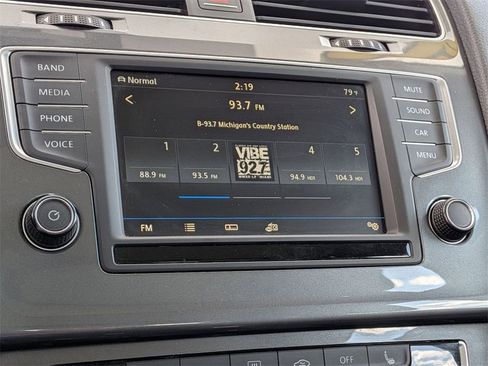 BAND
MEDIA
PHONE
VOICE
Normal
2:19
79 °F
93.7 FM
B-93.7 Michigan's Country Station
1
2
VIBE
927
4
5
88.9 FM
93.5 FM
94.9 HD1
104.3 HD1
FM
MUTE
SOUND
CAR
MENU
OFF